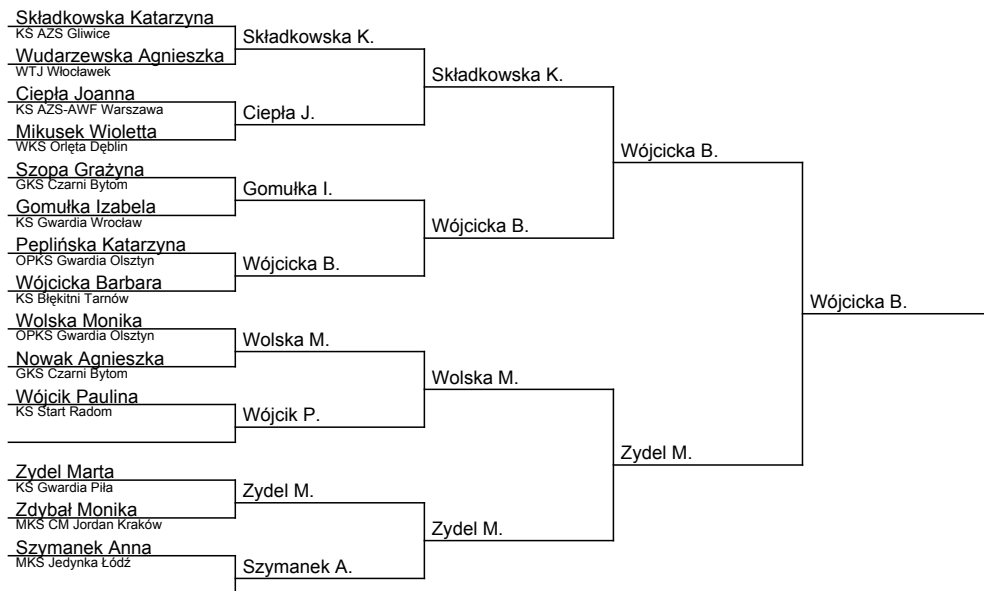 Składkowska Katarzyna
KS AZS Gliwice
Składkowska K.
Wudarzewska Agnieszka
WTJ Włocławek
Składkowska K.
Ciepła Joanna
KS AZS-AWF Warszawa
Ciepła J.
Mikusek Wioletta
WKS Orlęta Dęblin
Wójcicka B.
Szopa Grażyna
GKS Czarni Bytom
Gomułka I.
Gomułka Izabela
KS Gwardia Wrocław
Wójcicka B.
Peplińska Katarzyna
OPKS Gwardia Olsztyn
Wójcicka B.
Wójcicka Barbara
KS Błękitni Tarnów
Wójcicka B.
Wolska Monika
OPKS Gwardia Olsztyn
Wolska M.
Nowak Agnieszka
GKS Czarni Bytom
Wolska M.
Wójcik Paulina
KS Start Radom
Wójcik P.
Zydel M.
Zydel Marta
KS Gwardia Piła
Zydel M.
Zdybał Monika
MKS CM Jordan Kraków
Zydel M.
Szymanek Anna
MKS Jedynka Łódź
Szymanek A.